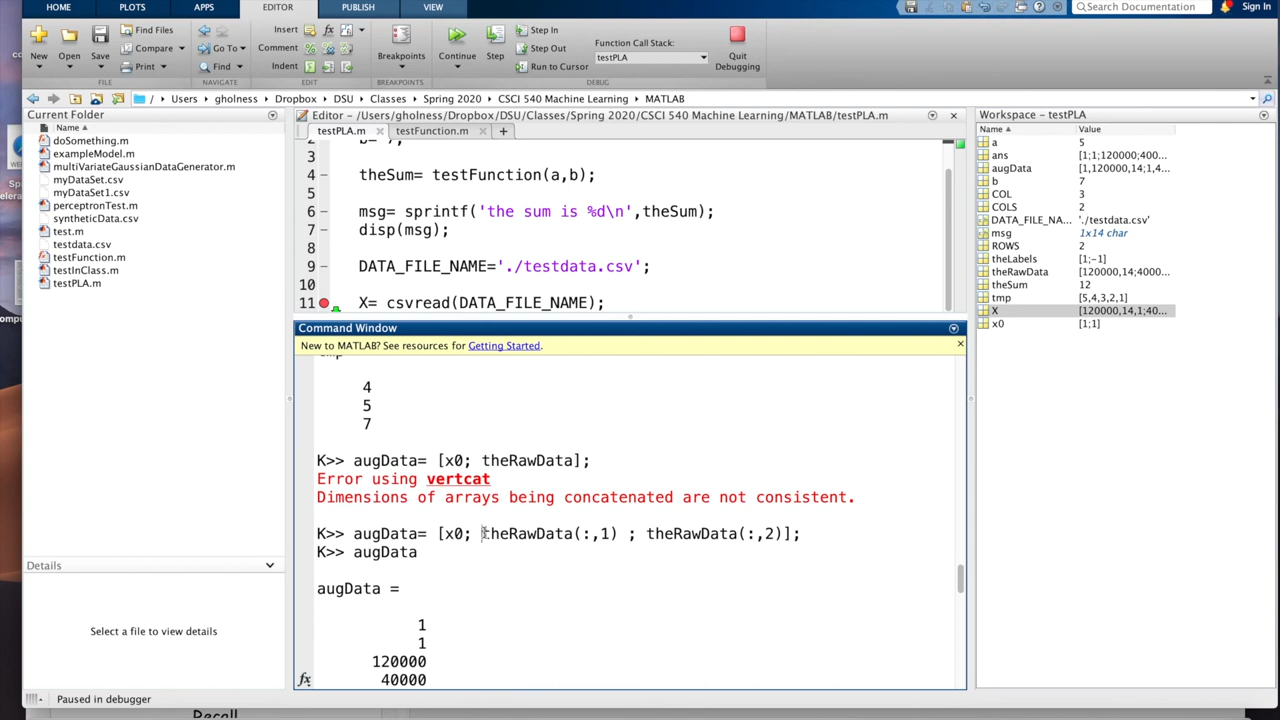 HOME PLOTS APPS EDITOR PUBLISH VIEW Search Documentation Sign In
New Open Save Find Files Compare Print Go To Find Insert fx Comment Indent Breakpoints Continue Step Step In Step Out Run to Cursor Function Call Stack: testPLA Quit Debugging
FILE NAVIGATE EDIT BREAKPOINTS DEBUG
/ Users gholness Dropbox DSU Classes Spring 2020 CSCI 540 Machine Learning MATLAB
Current Folder
Name
doSomething.m
exampleModel.m
multiVariateGaussianDataGenerator.m
myDataSet.csv
myDataSet1.csv
perceptronTest.m
syntheticData.csv
test.m
testdata.csv
testFunction.m
testInClass.m
testPLA.m
Details
Select a file to view details
Editor - /Users/gholness/Dropbox/DSU/Classes/Spring 2020/CSCI 540 Machine Learning/MATLAB/testPLA.m
testPLA.m testFunction.m
2 b= 7;
3
4 – theSum= testFunction(a,b);
5
6 – msg= sprintf('the sum is %d\n',theSum);
7 – disp(msg);
8
9 – DATA_FILE_NAME='./testdata.csv';
10
11 X= csvread(DATA_FILE_NAME);
Command Window
New to MATLAB? See resources for Getting Started.
4
5
7
K>> augData= [x0; theRawData];
Error using vertcat
Dimensions of arrays being concatenated are not consistent.
K>> augData= [x0; theRawData(:,1) ; theRawData(:,2)];
K>> augData
augData =
1
1
120000
40000
fx
Workspace - testPLA
Name Value
a 5
ans [1;1;120000;400...
augData [1,120000,14;1,4...
b 7
COL 3
COLS 2
DATA_FILE_N... './testdata.csv'
msg 1x14 char
ROWS 2
theLabels [1;-1]
theRawData [120000,14;4000...
theSum 12
tmp [5,4,3,2,1]
X [120000,14,1;40...
x0 [1;1]
Paused in debugger
Recall